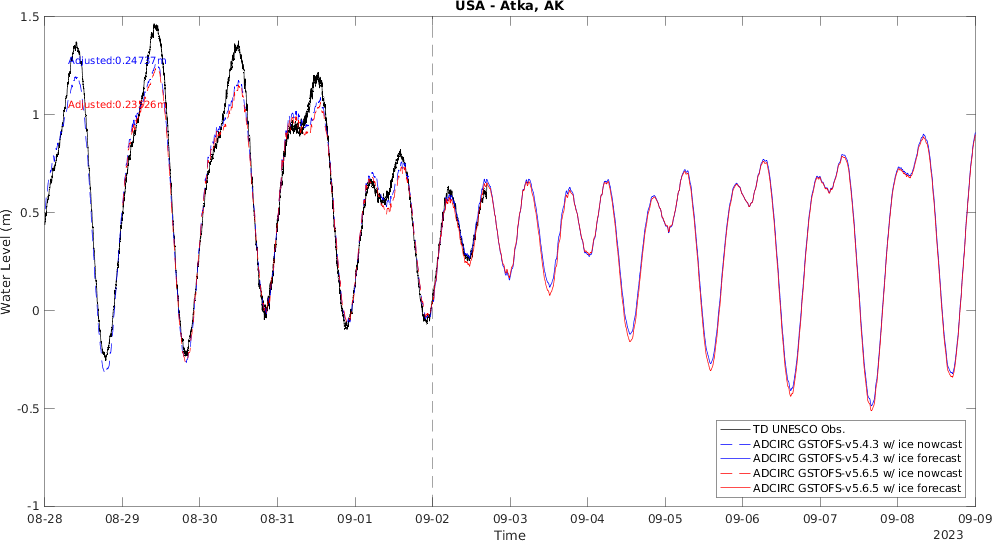 USA - Atka, AK
1.5
Adjusted:0.24737m
Adjusted:0.23526m
1
0.5
0
-0.5
-1
Water Level (m)
TD UNESCO Obs.
ADCIRC GSTOFS-v5.4.3 w/ ice nowcast
ADCIRC GSTOFS-v5.4.3 w/ ice forecast
ADCIRC GSTOFS-v5.6.5 w/ ice nowcast
ADCIRC GSTOFS-v5.6.5 w/ ice forecast
08-28 08-29 08-30 08-31 09-01 09-02 09-03 09-04 09-05 09-06 09-07 09-08 09-09
Time
2023